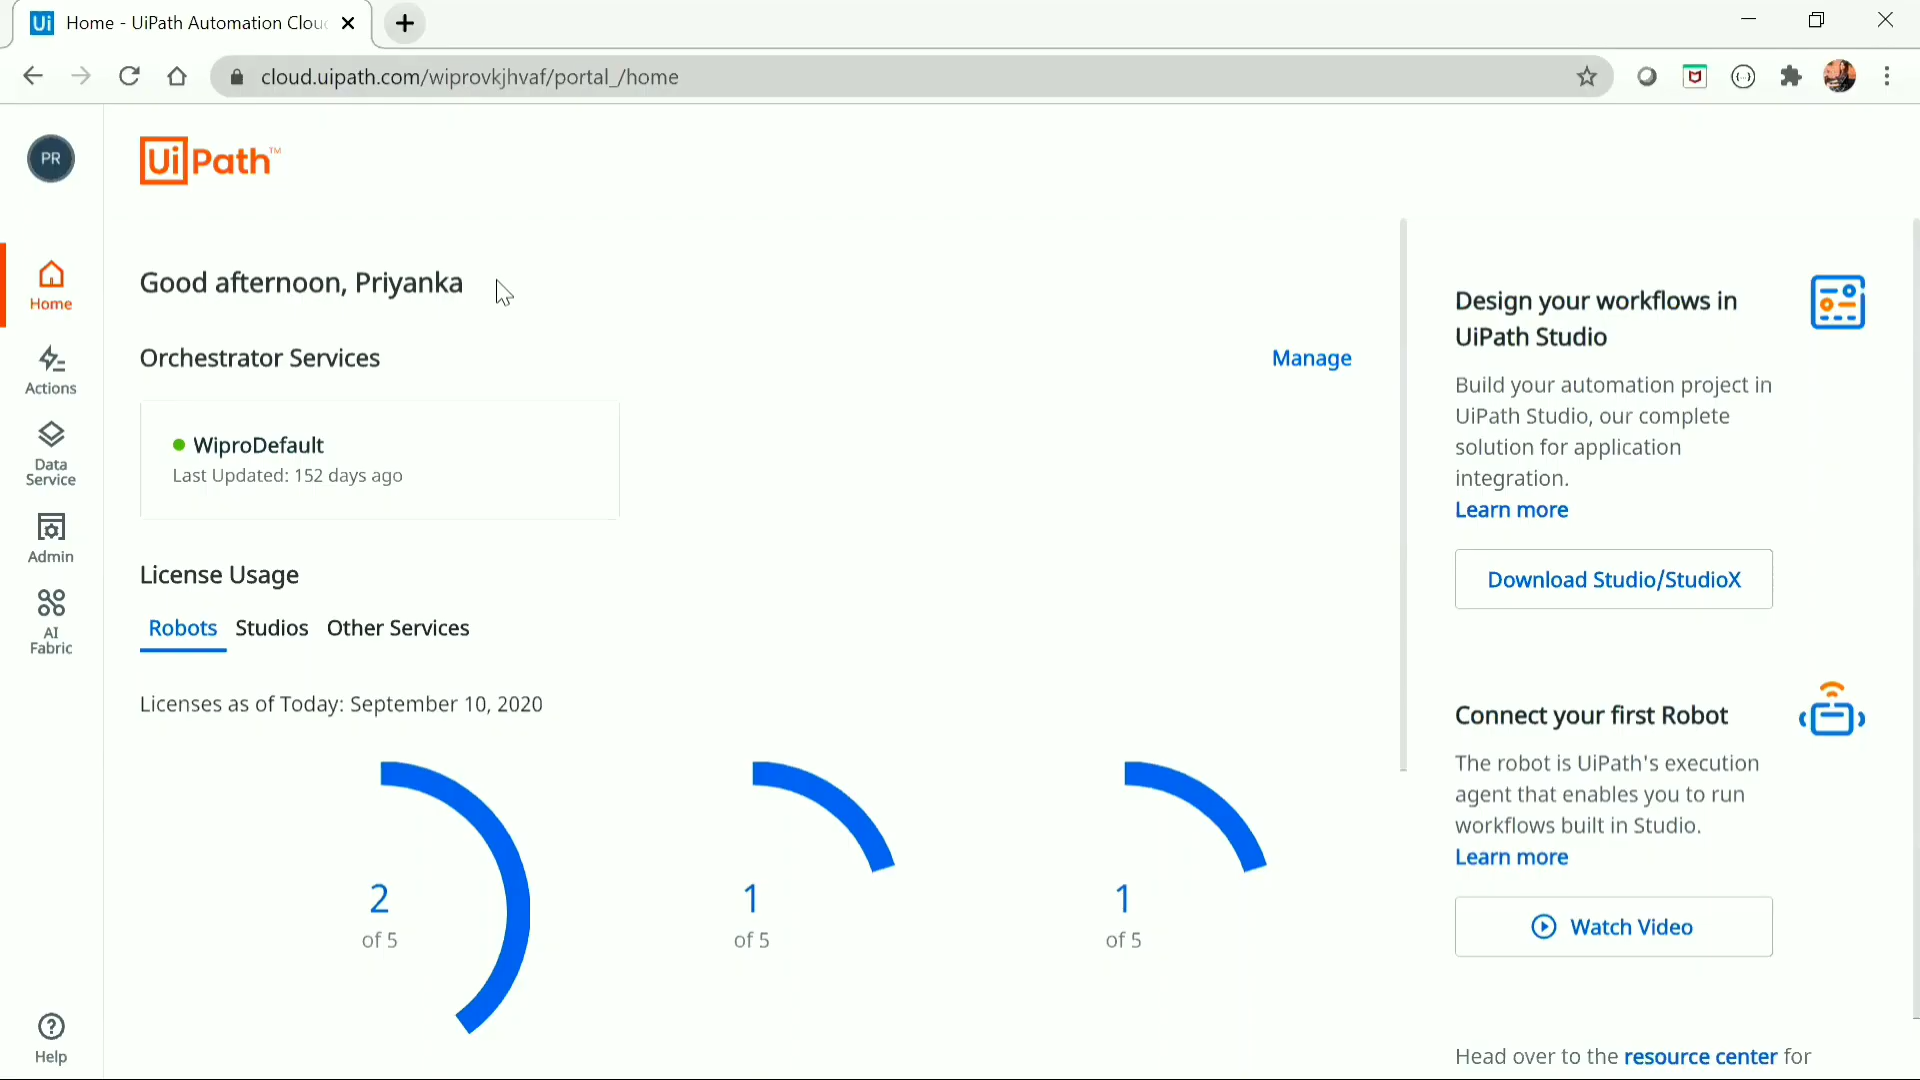 Ui Home - UiPath Automation Clou
cloud.uipath.com/wiprovkjhvaf/portal_/home
PR
Ui Path™
Good afternoon, Priyanka
Home
Orchestrator Services
Manage
Actions
WiproDefault
Last Updated: 152 days ago
Data
Service
Admin
License Usage
AI
Fabric
Robots Studios Other Services
Licenses as of Today: September 10, 2020
2
of 5
1
of 5
1
of 5
Help
Design your workflows in
UiPath Studio
Build your automation project in
UiPath Studio, our complete
solution for application
integration.
Learn more
Download Studio/StudioX
Connect your first Robot
The robot is UiPath's execution
agent that enables you to run
workflows built in Studio.
Learn more
Watch Video
Head over to the resource center for